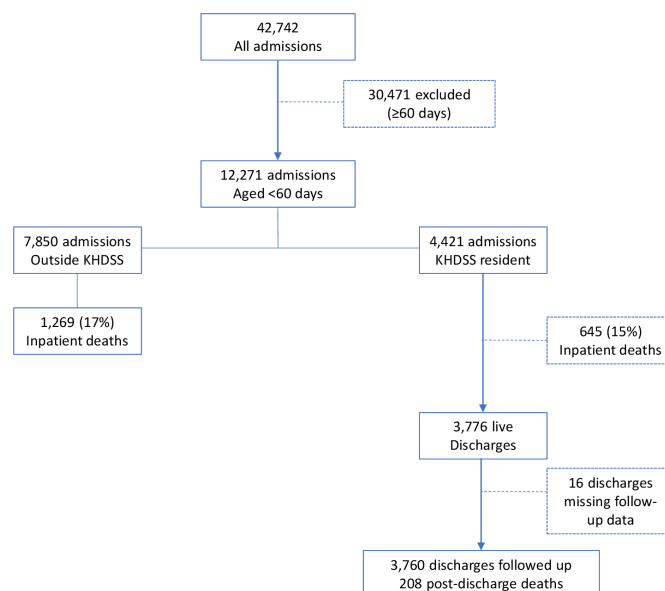 42,742
All admissions
30,471 excluded
(≥60 days)
12,271 admissions
Aged <60 days
7,850 admissions
Outside KHDSS
4,421 admissions
KHDSS resident
1,269 (17%)
Inpatient deaths
645 (15%)
Inpatient deaths
3,776 live
Discharges
16 discharges
missing follow-
up data
3,760 discharges followed up
208 post-discharge deaths